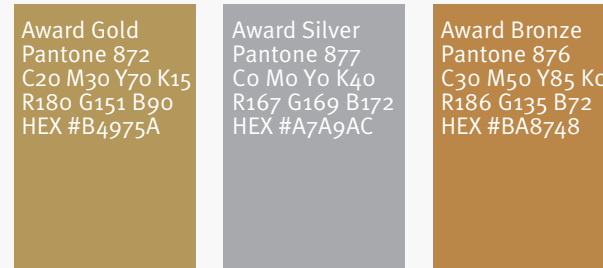 Award Gold
Pantone 872
C20 M30 Y70 K15
R180 G151 B90
HEX #B4975A
Award Silver
Pantone 877
C0 M0 Y0 K40
R167 G169 B172
HEX #A7A9AC
Award Bronze
Pantone 876
C30 M50 Y85 K0
R186 G135 B72
HEX #BA8748